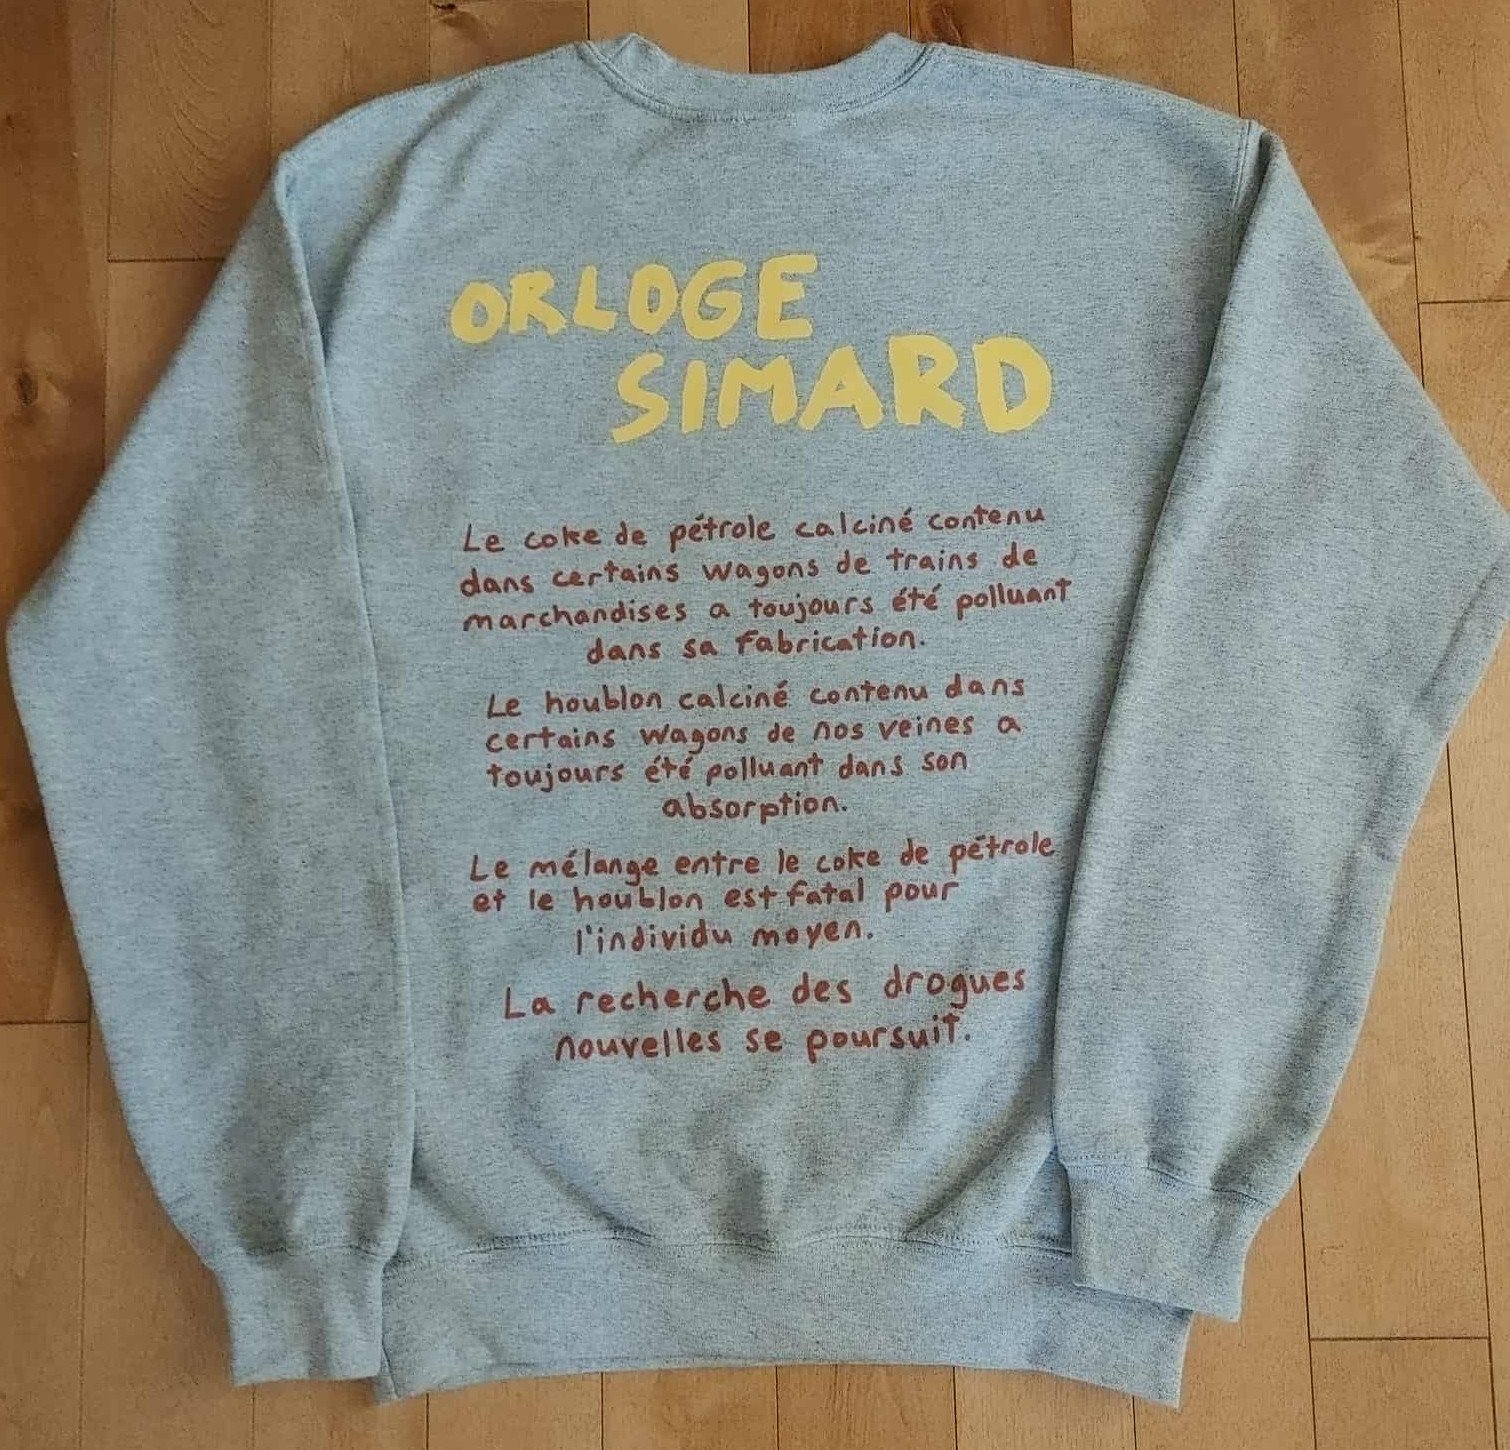 ORLOGE
SIMARD
Le coke de pétrole calciné contenu
dans certains wagons de trains de
marchandises a toujours été polluant
dans sa fabrication.
Le houblon calciné contenu dans
certains wagons de nos veines a
toujours été polluant dans son
absorption.
Le mélange entre le coke de pétrole
et le houblon est fatal pour
l'individu moyen.
La recherche des drogues
nouvelles se poursuit.